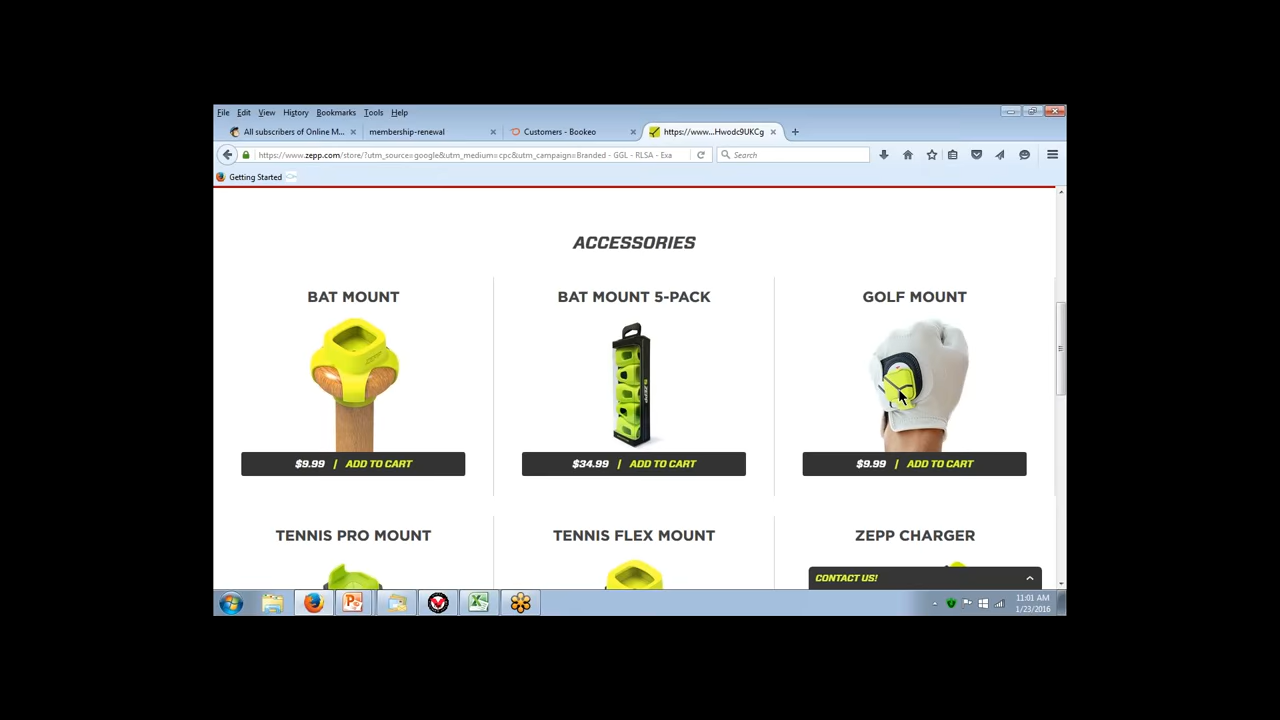 File Edit View History Bookmarks Tools Help
All subscribers of Online M... membership-renewal Customers - Bookeo https://www...Hwodc9UKCg
https://www.zepp.com/store/?utm_source=google&utm_medium=cpc&utm_campaign=Branded - GGL - RLSA - Exa Search
Getting Started
ACCESSORIES
BAT MOUNT BAT MOUNT 5-PACK GOLF MOUNT
$9.99 | ADD TO CART $34.99 | ADD TO CART $9.99 | ADD TO CART
TENNIS PRO MOUNT TENNIS FLEX MOUNT ZEPP CHARGER
CONTACT US!
11:01 AM
1/23/2016